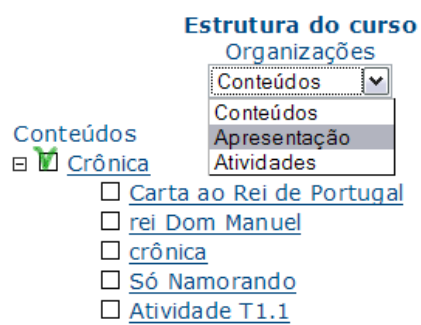 Estrutura do curso
Organizações
Conteúdos
Conteúdos
Apresentação
Atividades
Conteúdos
Crônica
Carta ao Rei de Portugal
rei Dom Manuel
crônica
Só Namorando
Atividade T1.1